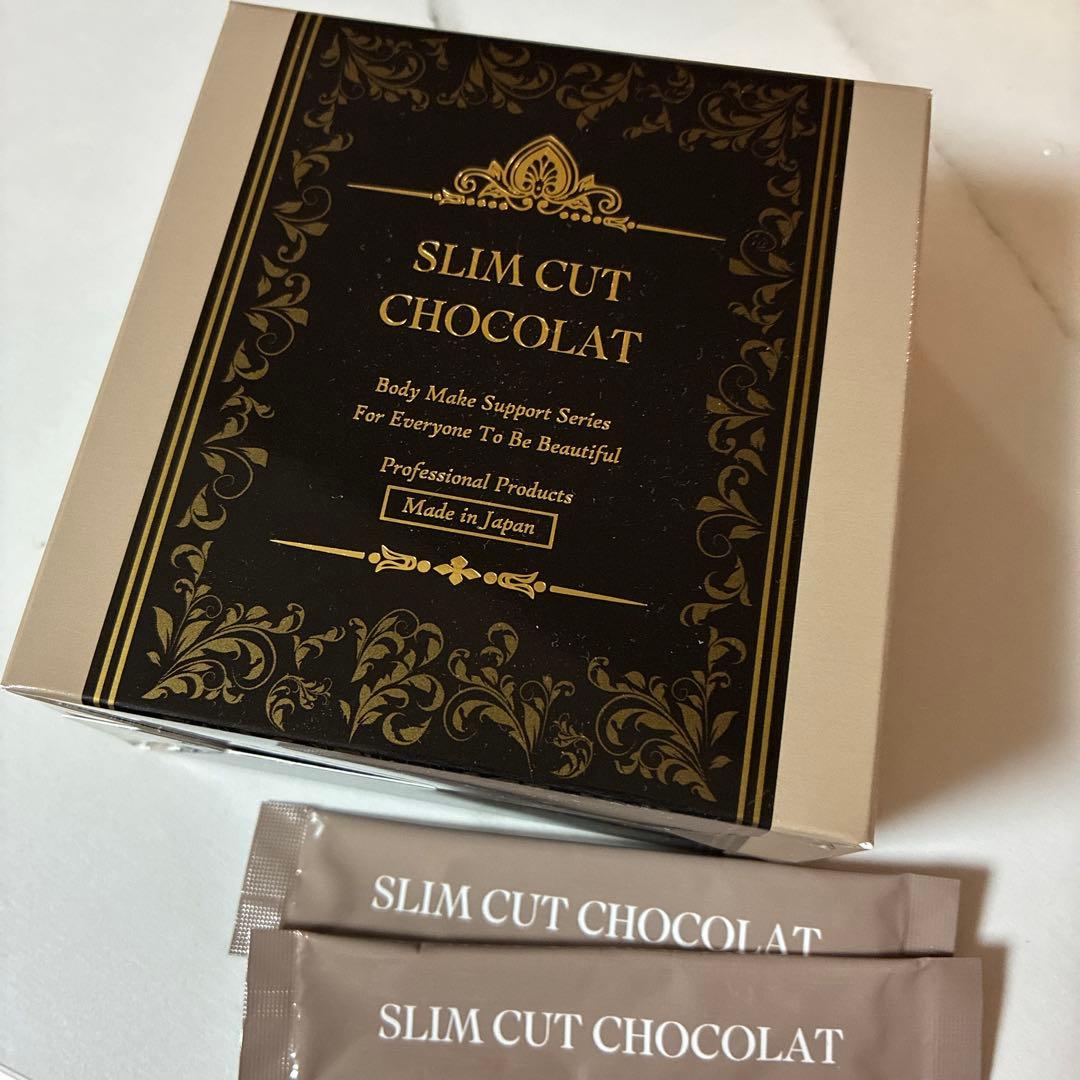 SLIM CUT
CHOCOLAT
Body Make Support Series
For Everyone To Be Beautiful
Professional Products
Made in Japan
SLIM CUT CHOCOLAT
SLIM CUT CHOCOLAT